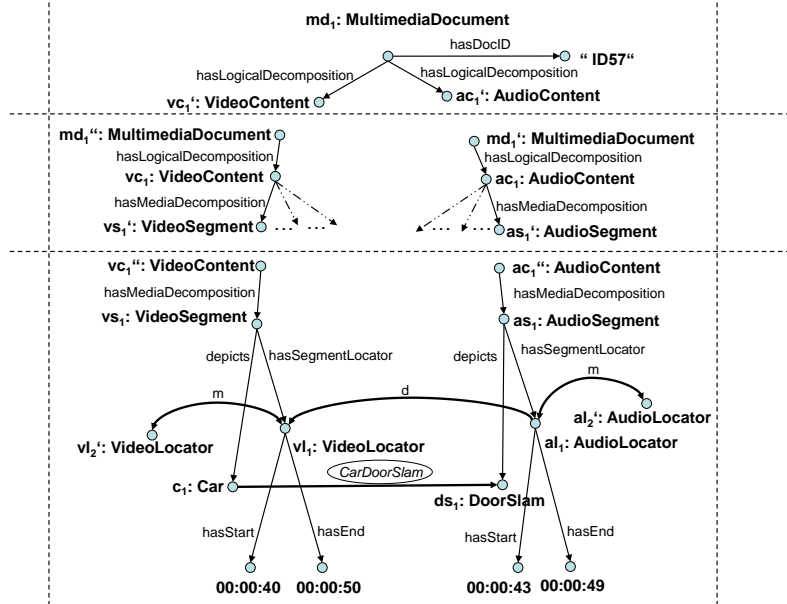 md₁: MultimediaDocument
hasDocID
“ ID57“
hasLogicalDecomposition
hasLogicalDecomposition
vc₁‘: VideoContent
ac₁‘: AudioContent
md₁“: MultimediaDocument
md₁‘: MultimediaDocument
hasLogicalDecomposition
hasLogicalDecomposition
vc₁: VideoContent
ac₁: AudioContent
hasMediaDecomposition
hasMediaDecomposition
vs₁‘: VideoSegment
... ...
... ...
as₁‘: AudioSegment
vc₁“: VideoContent
ac₁“: AudioContent
hasMediaDecomposition
hasMediaDecomposition
vs₁: VideoSegment
as₁: AudioSegment
depicts
hasSegmentLocator
depicts
hasSegmentLocator
m
d
m
vl₂‘: VideoLocator
vl₁: VideoLocator
al₂‘: AudioLocator
al₁: AudioLocator
CarDoorSlam
c₁: Car
ds₁: DoorSlam
hasStart
hasEnd
hasStart
hasEnd
00:00:40
00:00:50
00:00:43
00:00:49